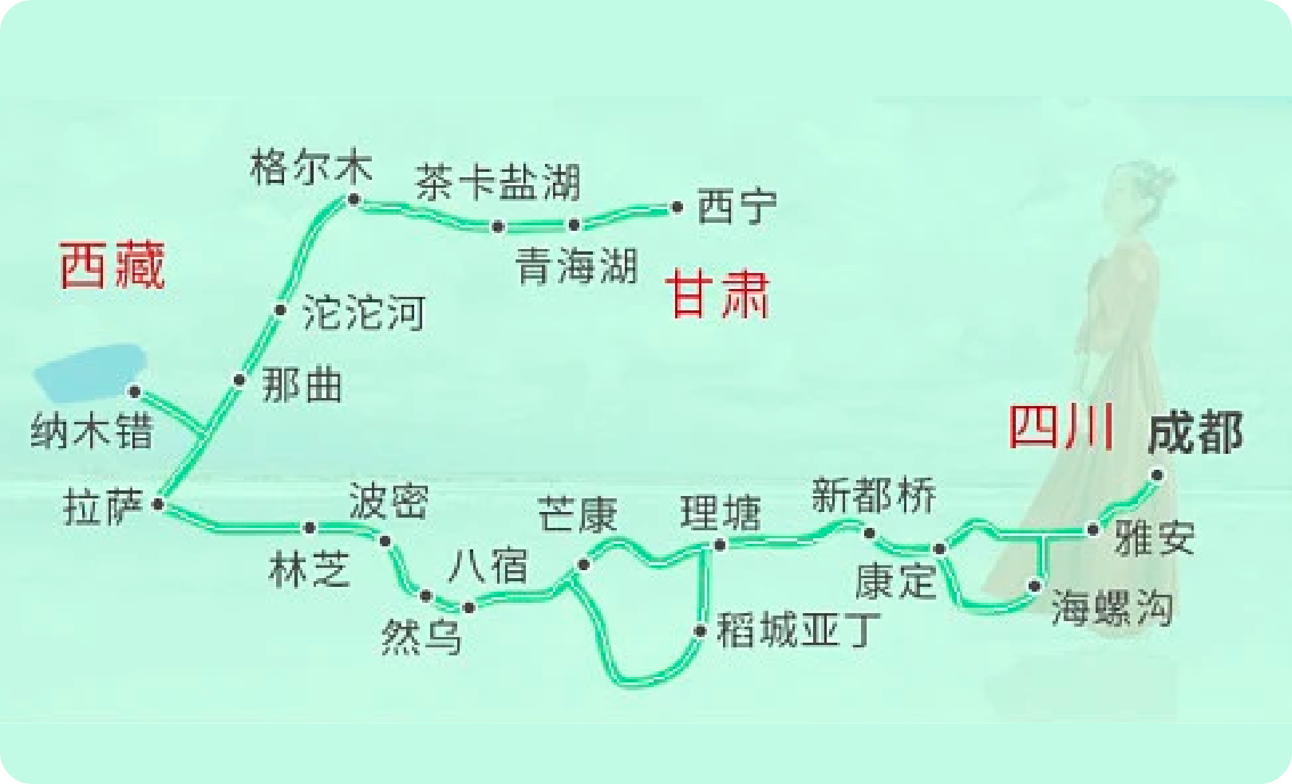 格尔木
茶卡盐湖
西宁
西藏
青海湖
甘肃
沱沱河
那曲
纳木错
四川
成都
拉萨
波密
芒康
理塘
新都桥
林芝
八宿
康定
雅安
然乌
稻城亚丁
海螺沟